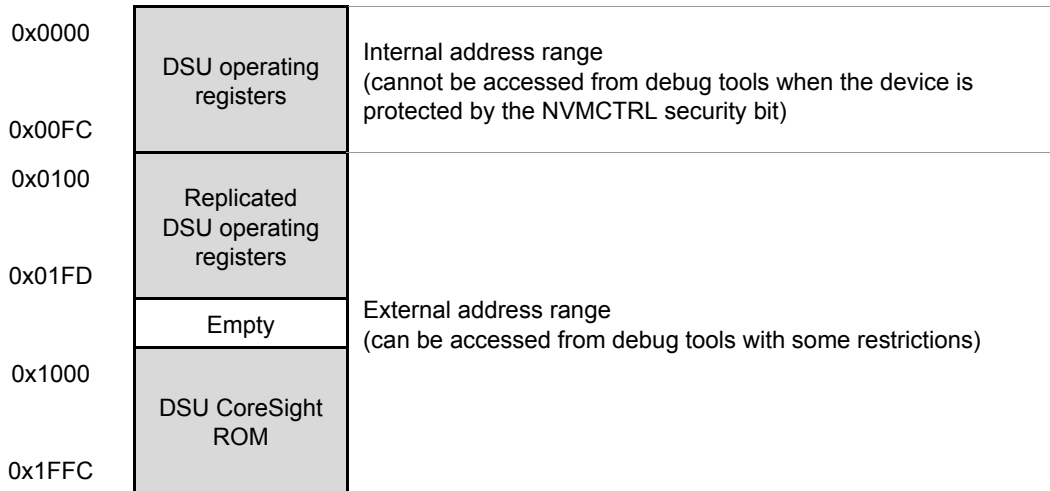 0x0000
DSU operating
registers
Internal address range
(cannot be accessed from debug tools when the device is
protected by the NVMCTRL security bit)
0x00FC
0x0100
Replicated
DSU operating
registers
0x01FD
Empty
External address range
(can be accessed from debug tools with some restrictions)
0x1000
DSU CoreSight
ROM
0x1FFC